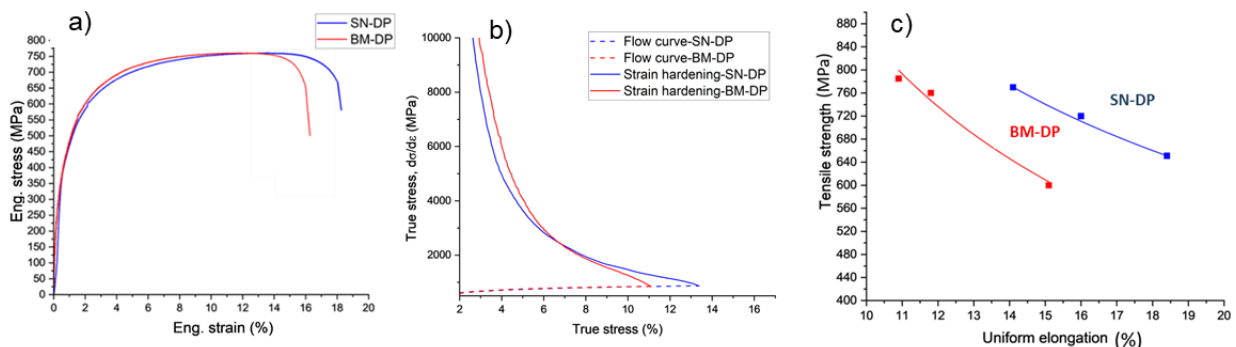 a)
SN-DP
BM-DP
800
750
700
650
600
550
500
450
400
350
300
250
200
150
100
50
0
Eng. stress (MPa)
0 2 4 6 8 10 12 14 16 18 20
Eng. strain (%)
b)
Flow curve-SN-DP
Flow curve-BM-DP
Strain hardening-SN-DP
Strain hardening-BM-DP
10000
8000
6000
4000
2000
True stress, dσ/dε (MPa)
2 4 6 8 10 12 14 16
True stress (%)
c)
SN-DP
BM-DP
800
760
720
680
640
600
560
520
480
440
400
Tensile strength (MPa)
10 11 12 13 14 15 16 17 18 19 20
Uniform elongation (%)